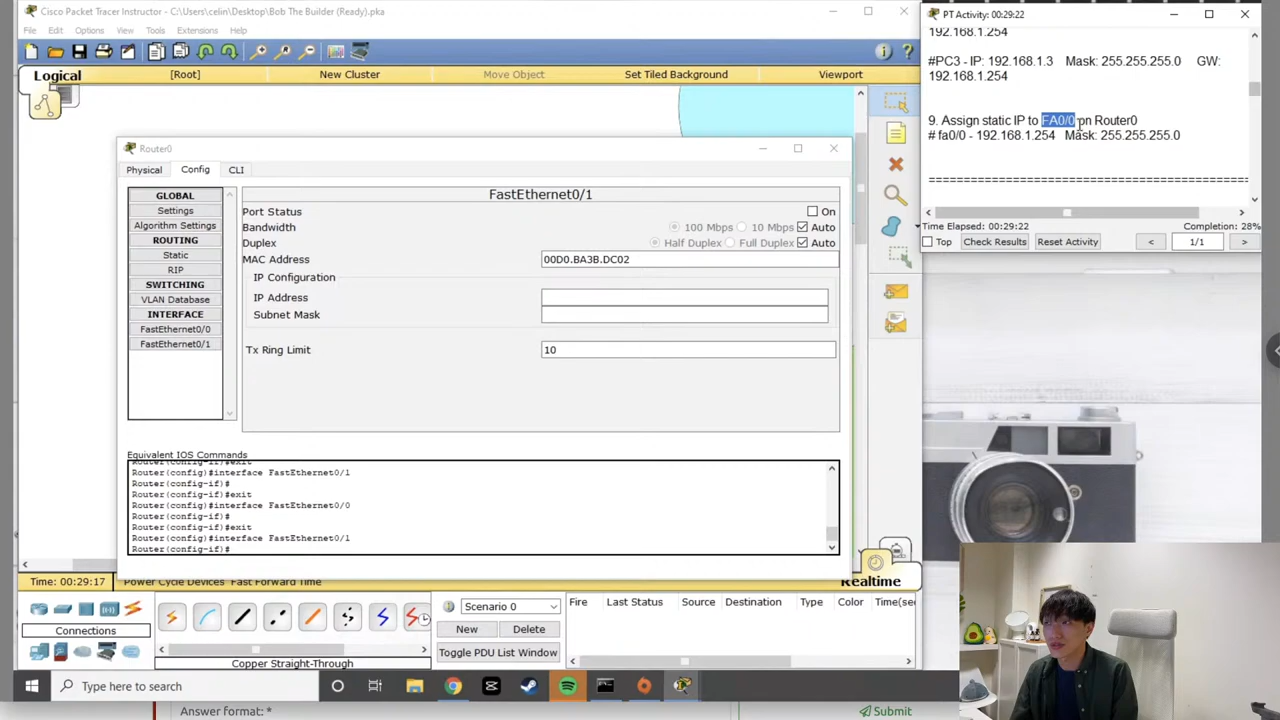 Cisco Packet Tracer Instructor - C:\Users\celin\Desktop\Bob The Builder (Ready).pka
File Edit Options View Tools Extensions Help
Logical [Root] New Cluster Move Object Set Tiled Background Viewport
Router0
Physical Config CLI
GLOBAL
Settings
Algorithm Settings
ROUTING
Static
RIP
SWITCHING
VLAN Database
INTERFACE
FastEthernet0/0
FastEthernet0/1
FastEthernet0/1
Port Status On
Bandwidth 100 Mbps 10 Mbps Auto
Duplex Half Duplex Full Duplex Auto
MAC Address 00D0.BA3B.DC02
IP Configuration
IP Address
Subnet Mask
Tx Ring Limit 10
Equivalent IOS Commands
Router(config-if)#exit
Router(config)#interface FastEthernet0/1
Router(config-if)#
Router(config-if)#exit
Router(config)#interface FastEthernet0/0
Router(config-if)#
Router(config-if)#exit
Router(config)#interface FastEthernet0/1
Router(config-if)#
PT Activity: 00:29:22
192.168.1.254
#PC3 - IP: 192.168.1.3 Mask: 255.255.255.0 GW:
192.168.1.254
9. Assign static IP to FA0/0 on Router0
# fa0/0 - 192.168.1.254 Mask: 255.255.255.0
==============================================
Time Elapsed: 00:29:22 Completion: 28%
Top Check Results Reset Activity < 1/1 >
Time: 00:29:17 Power Cycle Devices Fast Forward Time Realtime
Connections
Copper Straight-Through
Scenario 0
New Delete
Toggle PDU List Window
Fire Last Status Source Destination Type Color Time(sec
Type here to search
Answer format: * Submit